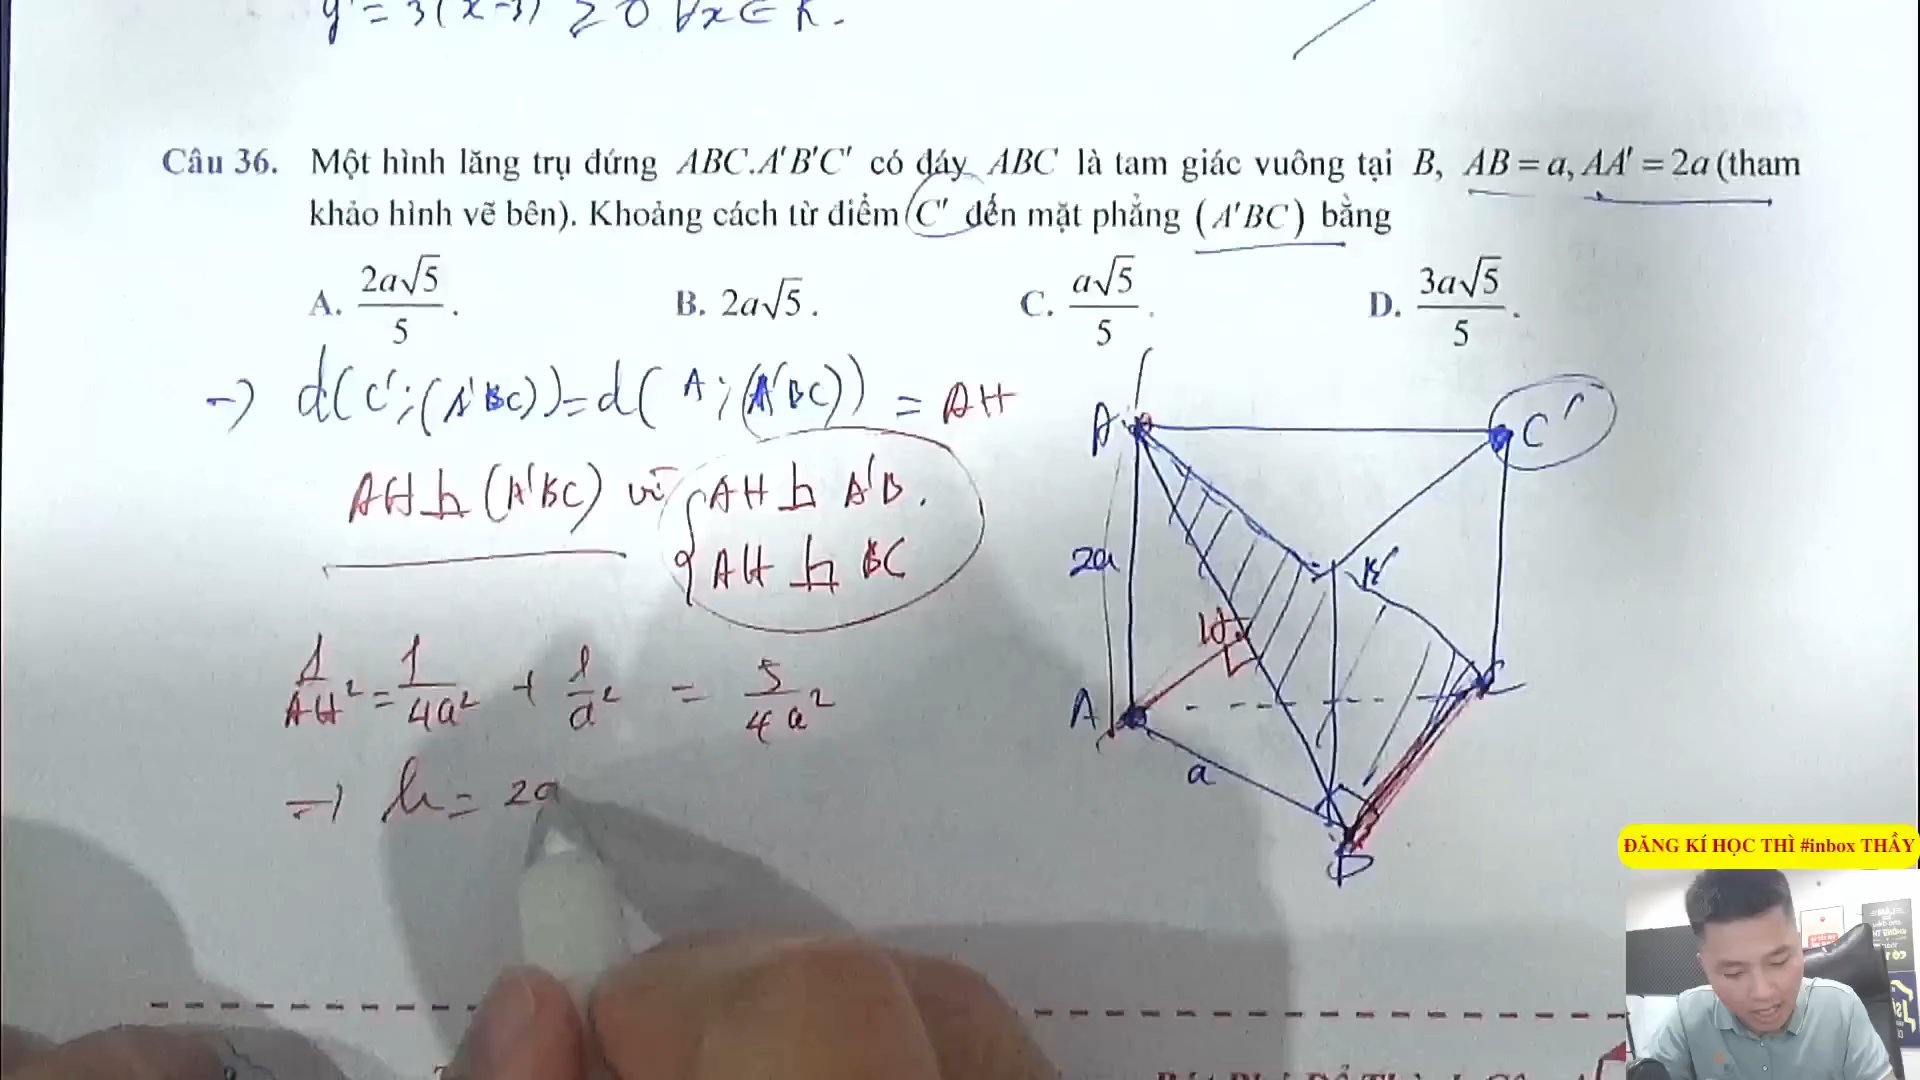 y' = 3(x-3) ≥ 0 ∀x ∈ R.
Câu 36. Một hình lăng trụ đứng ABC.A'B'C' có đáy ABC là tam giác vuông tại B, AB = a, AA' = 2a (tham
khảo hình vẽ bên). Khoảng cách từ điểm C' đến mặt phẳng (A'BC) bằng
A. 2a√5/5. B. 2a√5. C. a√5/5. D. 3a√5/5.
→ d(C';(A'BC)) = d(A;(A'BC)) = AH
AH ⊥ (A'BC) vì { AH ⊥ A'B.
AH ⊥ BC
1/AH² = 1/4a² + 1/a² = 5/4a²
⇒ h = 2a
A' C'
B'
2a
H
A C
a
B
ĐĂNG KÍ HỌC THÌ #inbox THẦY